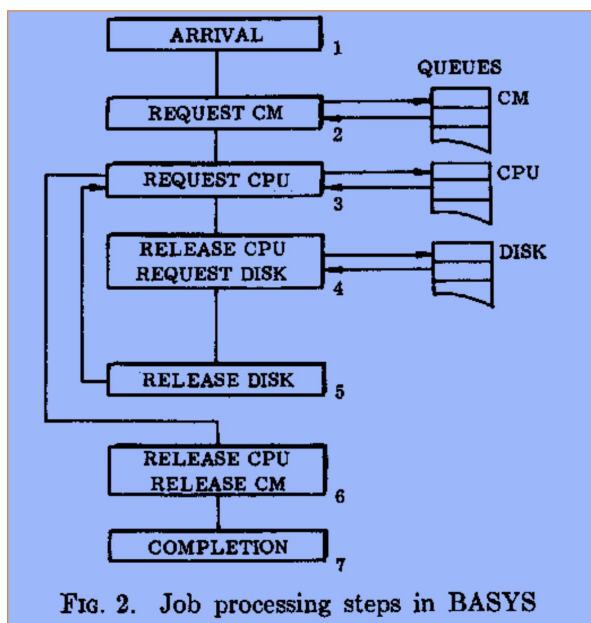 ARRIVAL
1
QUEUES
CM
REQUEST CM
2
CPU
REQUEST CPU
3
DISK
RELEASE CPU
REQUEST DISK
4
RELEASE DISK
5
RELEASE CPU
RELEASE CM
6
COMPLETION
7
FIG. 2. Job processing steps in BASYS